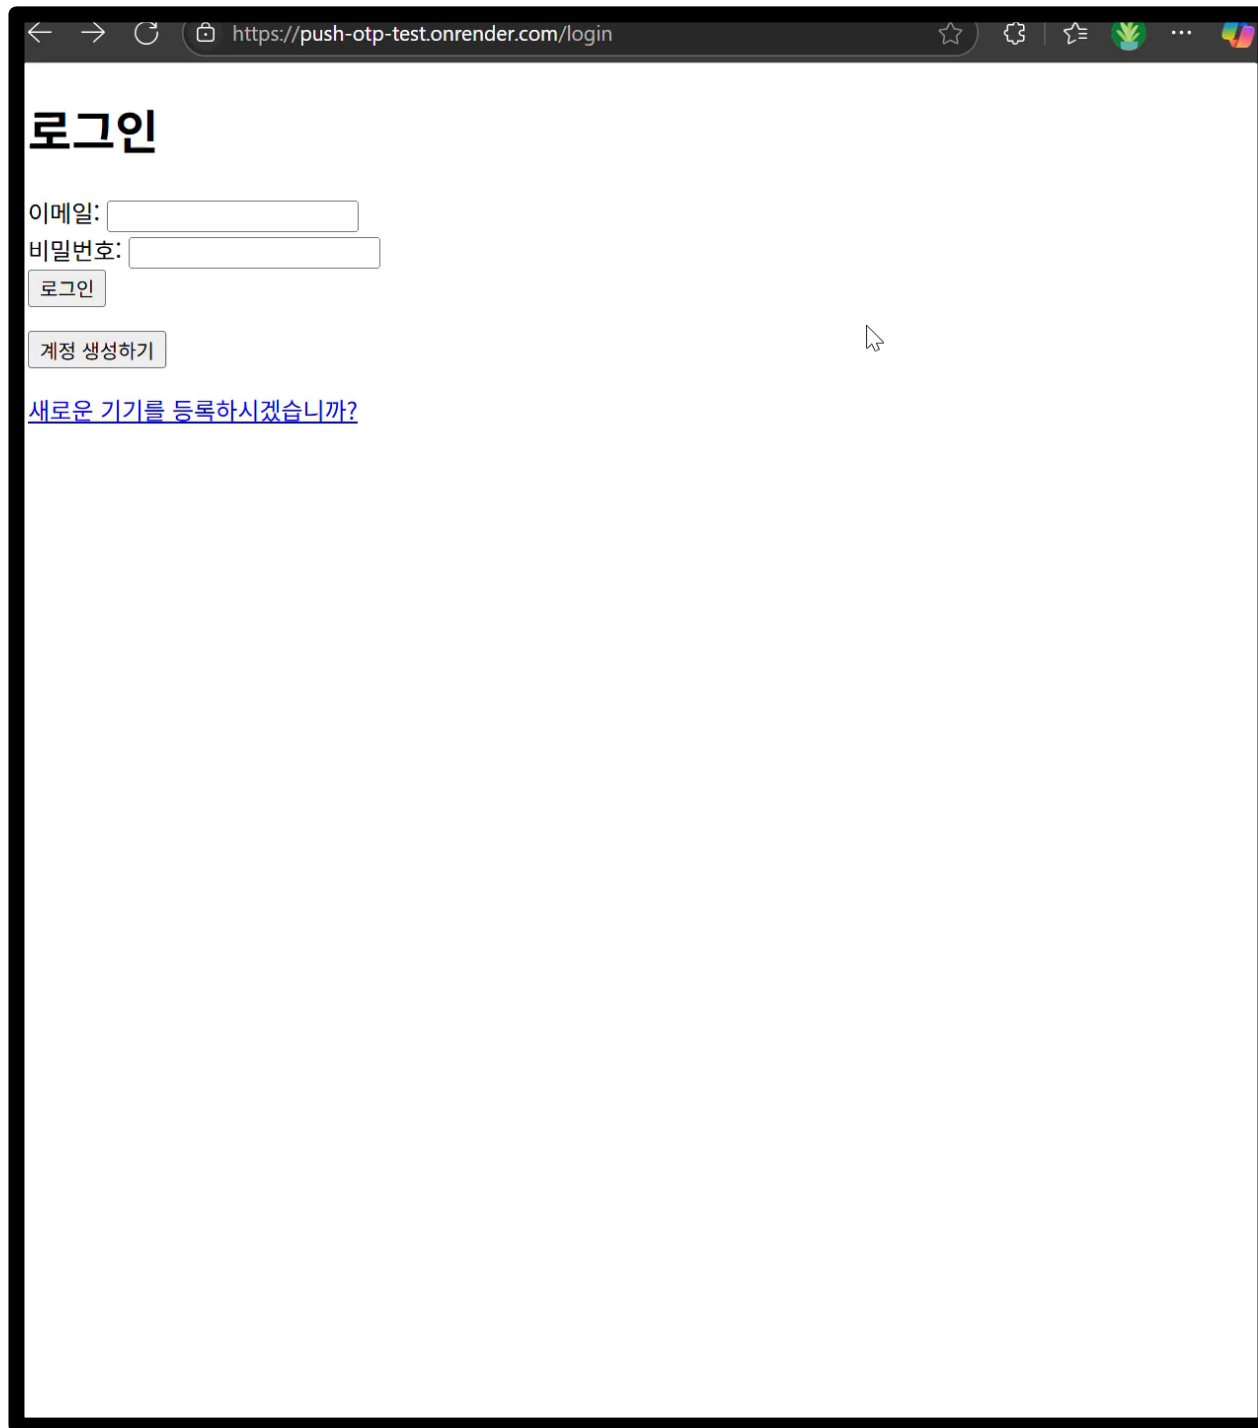 https://push-otp-test.onrender.com/login
로그인
이메일:
비밀번호:
로그인
계정 생성하기
새로운 기기를 등록하시겠습니까?